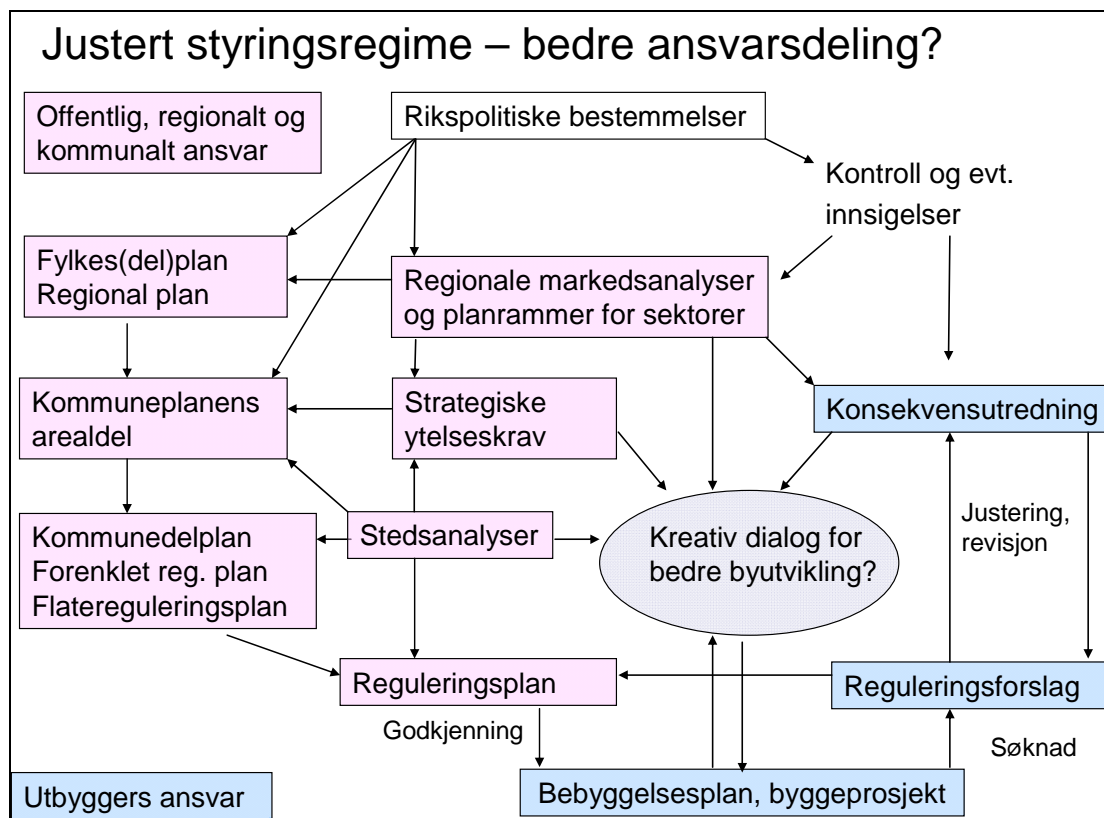 Justert styringsregime – bedre ansvarsdeling?
Offentlig, regionalt og
kommunalt ansvar
Rikspolitiske bestemmelser
Kontroll og evt.
innsigelser
Fylkes(del)plan
Regional plan
Regionale markedsanalyser
og planrammer for sektorer
Kommuneplanens
arealdel
Strategiske
ytelseskrav
Konsekvensutredning
Kommunedelplan
Forenklet reg. plan
Flatereguleringsplan
Stedsanalyser
Kreativ dialog for
bedre byutvikling?
Justering,
revisjon
Reguleringsplan
Reguleringsforslag
Godkjenning
Søknad
Utbyggers ansvar
Bebyggelsesplan, byggeprosjekt